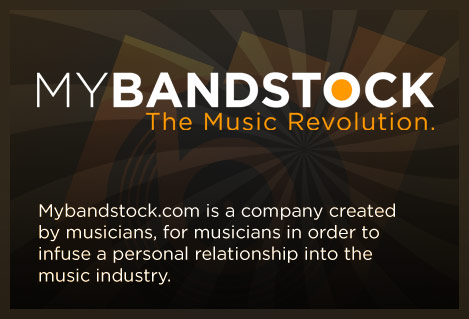 MYBANDSTOCK
The Music Revolution.
Mybandstock.com is a company created
by musicians, for musicians in order to
infuse a personal relationship into the
music industry.